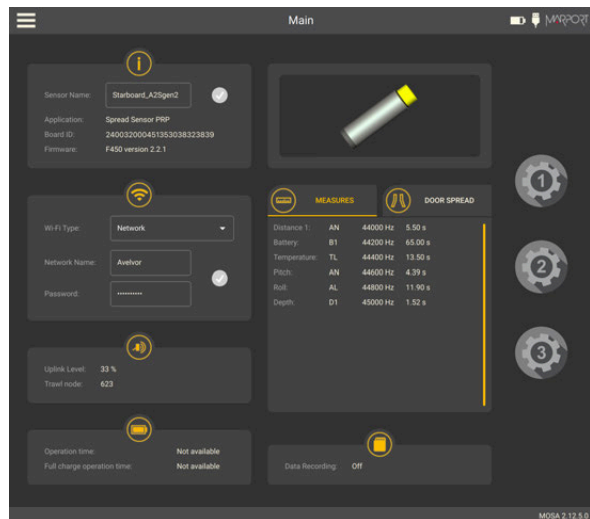 Main
MARPORT
i
Sensor Name: Starboard_A2Sgen2
Application: Spread Sensor PRP
Board ID: 240032000451353038323839
Firmware: F450 version 2.2.1
Wi-Fi Type: Network
Network Name: Avelvor
Password: ··········
Uplink Level: 33 %
Trawl node: 623
Operation time: Not available
Full charge operation time: Not available
MEASURES DOOR SPREAD
Distance 1: AN 44000 Hz 5.50 s
Battery: B1 44200 Hz 65.00 s
Temperature: TL 44400 Hz 13.50 s
Pitch: AN 44600 Hz 4.39 s
Roll: AL 44800 Hz 11.90 s
Depth: D1 45000 Hz 1.52 s
Data Recording: Off
1
2
3
MOSA 2.12.5.0